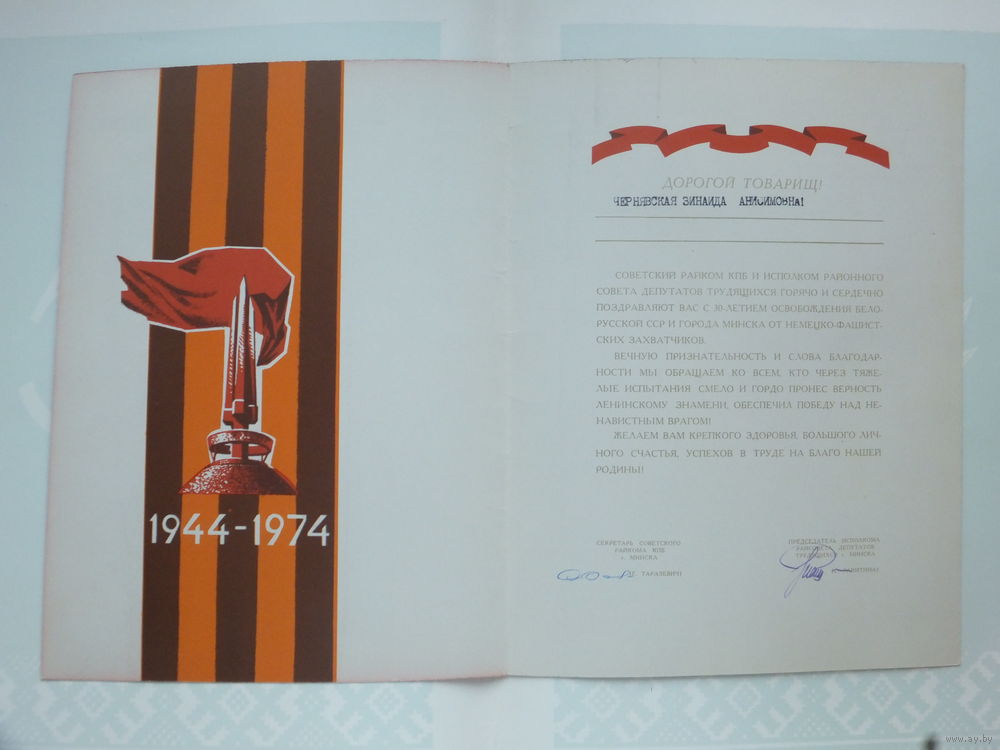 1944-1974
ДОРОГОЙ ТОВАРИЩ!
ЧЕРНЯВСКАЯ ЗИНАИДА АНИСИМОВНА!
СОВЕТСКИЙ РАЙКОМ КПБ И ИСПОЛКОМ РАЙОННОГО
СОВЕТА ДЕПУТАТОВ ТРУДЯЩИХСЯ ГОРЯЧО И СЕРДЕЧНО
ПОЗДРАВЛЯЮТ ВАС С 30-ЛЕТИЕМ ОСВОБОЖДЕНИЯ БЕЛО-
РУССКОЙ ССР И ГОРОДА МИНСКА ОТ НЕМЕЦКО-ФАШИСТ-
СКИХ ЗАХВАТЧИКОВ.
ВЕЧНУЮ ПРИЗНАТЕЛЬНОСТЬ И СЛОВА БЛАГОДАР-
НОСТИ МЫ ОБРАЩАЕМ КО ВСЕМ, КТО ЧЕРЕЗ ТЯЖЕ-
ЛЫЕ ИСПЫТАНИЯ СМЕЛО И ГОРДО ПРОНЕС ВЕРНОСТЬ
ЛЕНИНСКОМУ ЗНАМЕНИ, ОБЕСПЕЧИЛ ПОБЕДУ НАД НЕ-
НАВИСТНЫМ ВРАГОМ!
ЖЕЛАЕМ ВАМ КРЕПКОГО ЗДОРОВЬЯ, БОЛЬШОГО ЛИЧ-
НОГО СЧАСТЬЯ, УСПЕХОВ В ТРУДЕ НА БЛАГО НАШЕЙ
РОДИНЫ!
СЕКРЕТАРЬ СОВЕТСКОГО
РАЙКОМА КПБ
г. МИНСКА
ТАРАЗЕВИЧ)
ПРЕДСЕДАТЕЛЬ ИСПОЛКОМА
РАЙСОВЕТА ДЕПУТАТОВ
ТРУДЯЩИХСЯ г. МИНСКА
www.ay.by